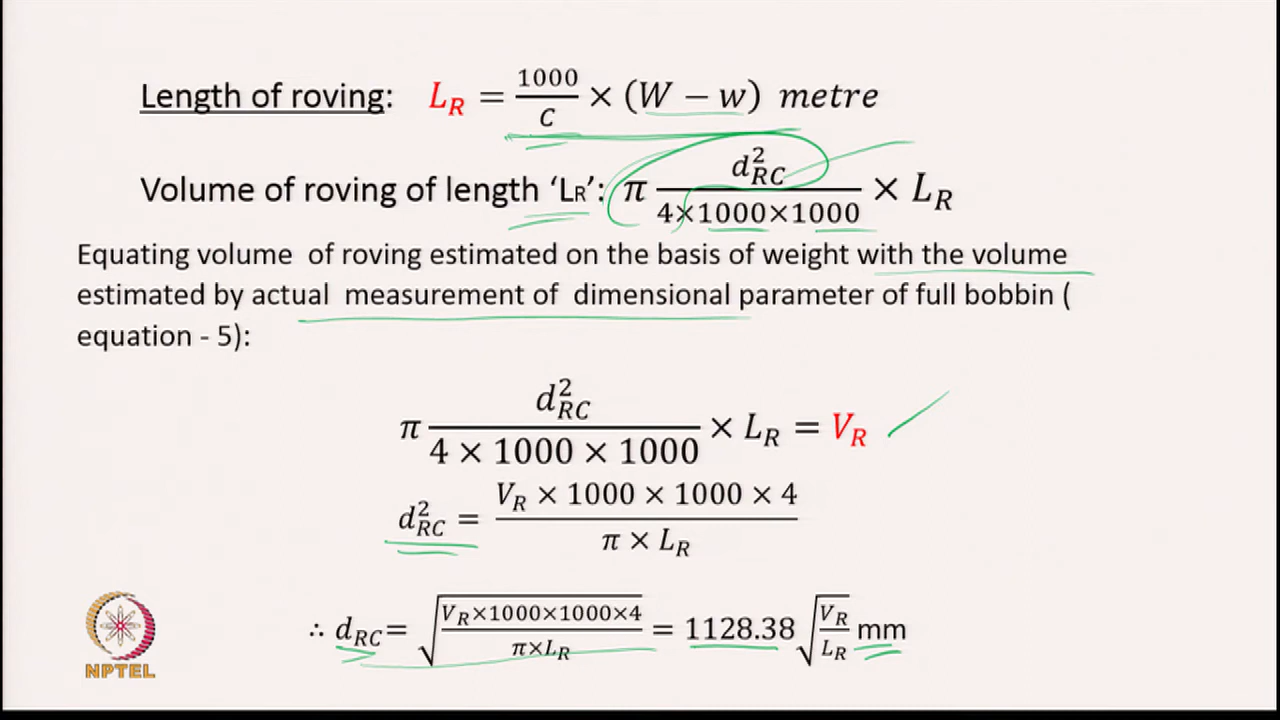 Length of roving: L_R = 1000/C × (W − w) metre
Volume of roving of length ‘LR’: π d²_RC / 4×1000×1000 × L_R
Equating volume of roving estimated on the basis of weight with the volume
estimated by actual measurement of dimensional parameter of full bobbin (
equation - 5):
π d²_RC / 4 × 1000 × 1000 × L_R = V_R
d²_RC = V_R × 1000 × 1000 × 4 / π × L_R
∴ d_RC = √(V_R×1000×1000×4 / π×L_R) = 1128.38 √(V_R / L_R) mm
NPTEL